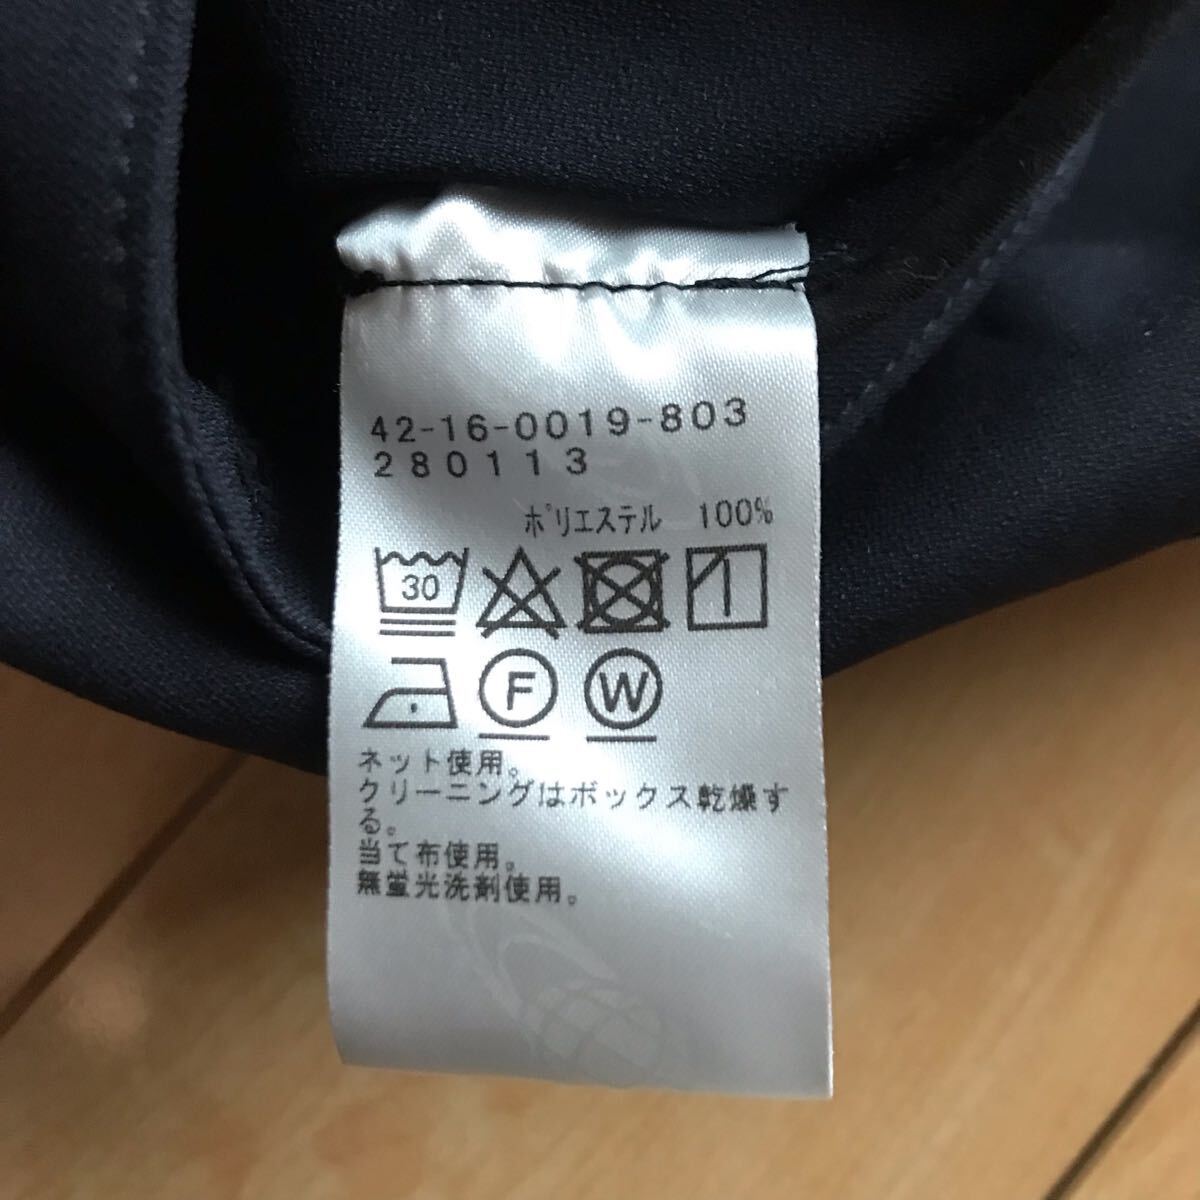 42-16-0019-803
280113
ポリエステル 100%
30
F W
ネット使用。
クリーニングはボックス乾燥す
る。
当て布使用。
無蛍光洗剤使用。